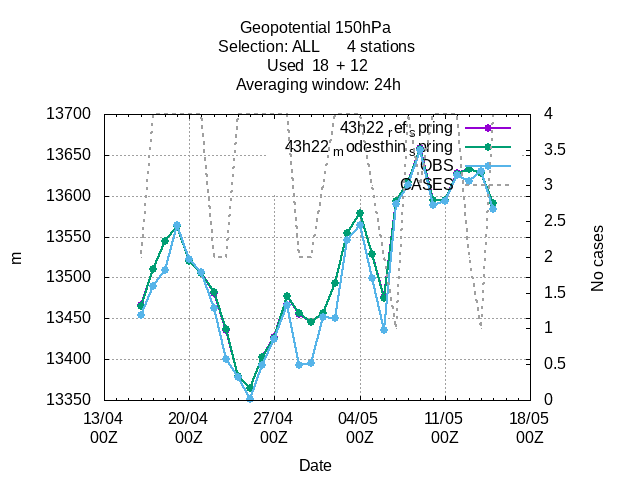 Geopotential 150hPa
Selection: ALL 4 stations
Used 18 + 12
Averaging window: 24h
13700
13650
13600
13550
13500
13450
13400
13350
m
4
3.5
3
2.5
2
1.5
1
0.5
0
No cases
43h22_ref_spring
43h22_modesthin_spring
OBS
CASES
13/04 20/04 27/04 04/05 11/05 18/05
00Z 00Z 00Z 00Z 00Z 00Z
Date